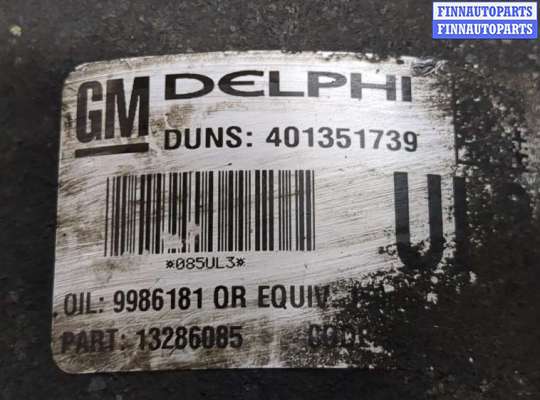 FINNAUTOPARTS
FINNAUTOPARTS
GM DELPHI
DUNS: 401351739
*085UL3*
OIL: 9986181 OR EQUIV.
PART: 13286085